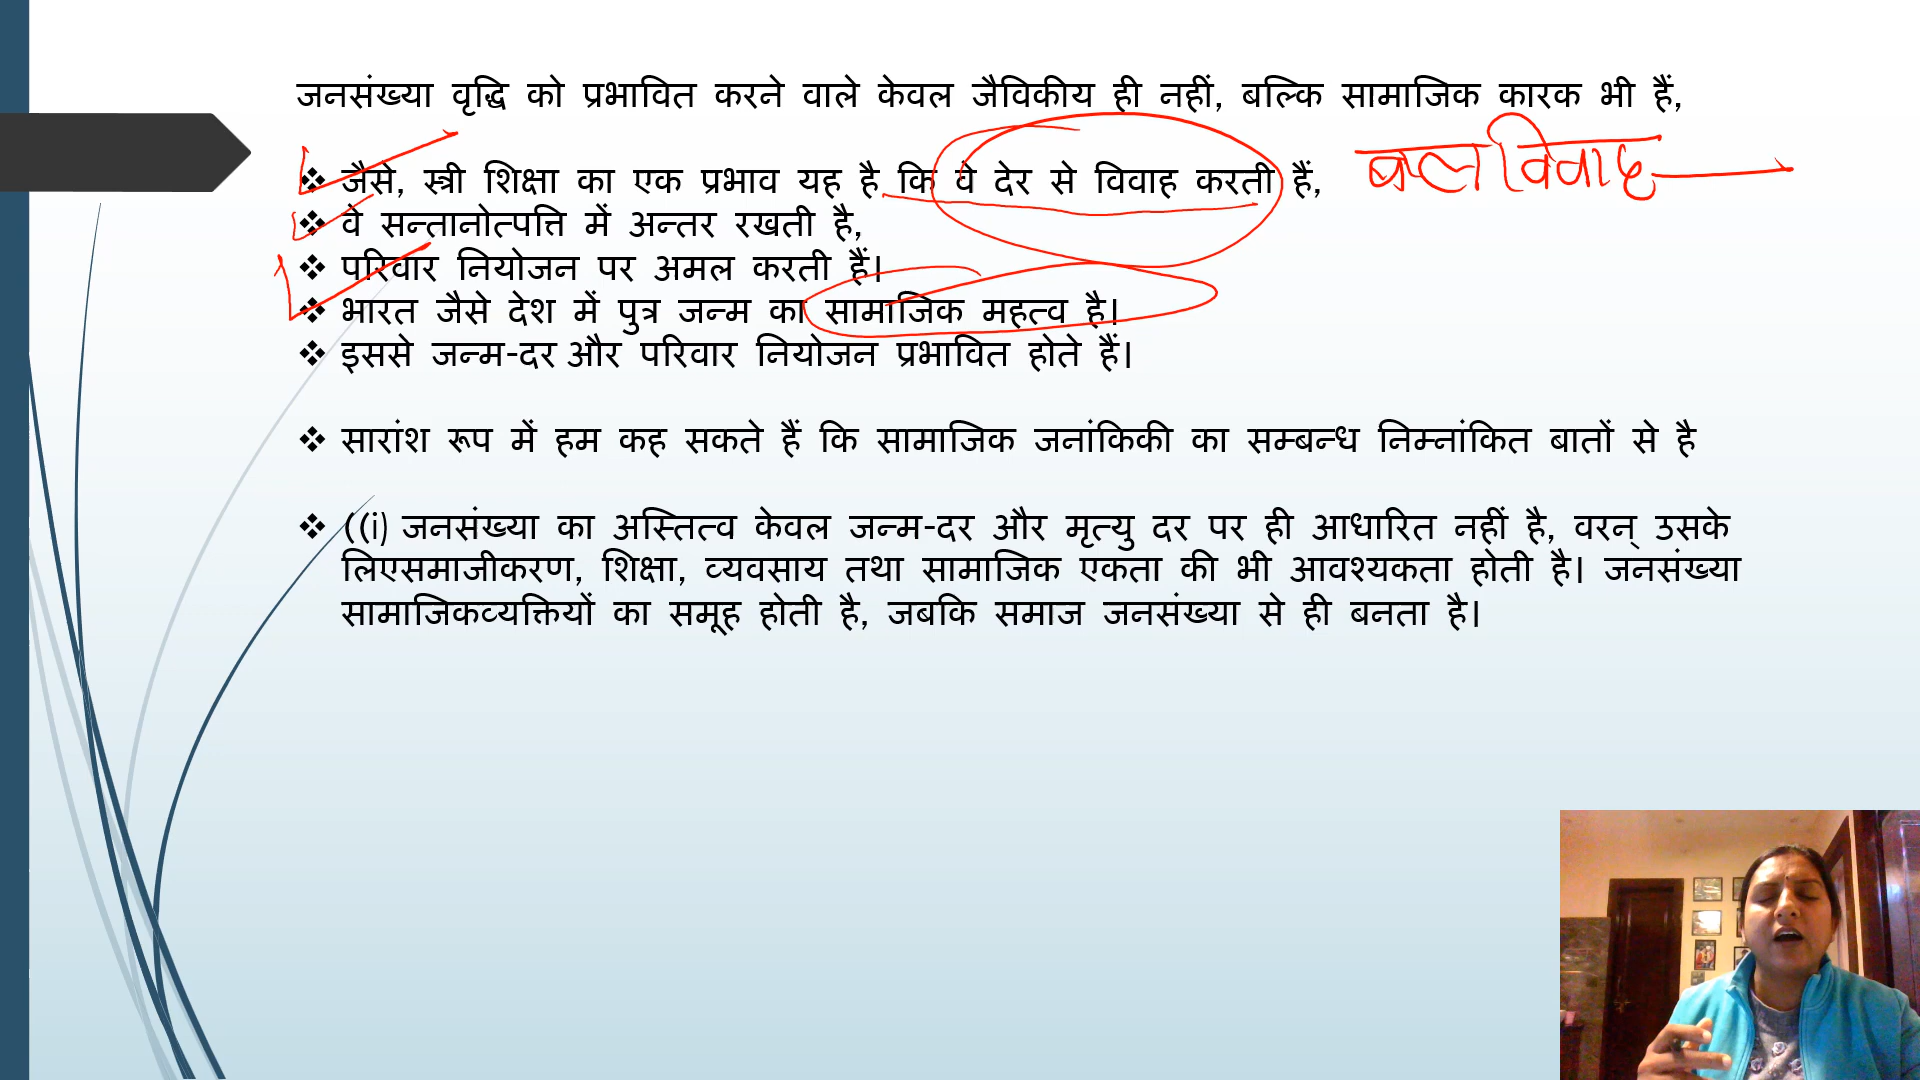 जनसंख्या वृद्धि को प्रभावित करने वाले केवल जैविकीय ही नहीं, बल्कि सामाजिक कारक भी हैं,
❖ जैसे, स्त्री शिक्षा का एक प्रभाव यह है कि वे देर से विवाह करती हैं, बाल विवाह
❖ वे सन्तानोत्पत्ति में अन्तर रखती है,
❖ परिवार नियोजन पर अमल करती हैं।
❖ भारत जैसे देश में पुत्र जन्म का सामाजिक महत्व है।
❖ इससे जन्म-दर और परिवार नियोजन प्रभावित होते हैं।
❖ सारांश रूप में हम कह सकते हैं कि सामाजिक जनांकिकी का सम्बन्ध निम्नांकित बातों से है
❖ ((i) जनसंख्या का अस्तित्व केवल जन्म-दर और मृत्यु दर पर ही आधारित नहीं है, वरन् उसके
लिएसमाजीकरण, शिक्षा, व्यवसाय तथा सामाजिक एकता की भी आवश्यकता होती है। जनसंख्या
सामाजिकव्यक्तियों का समूह होती है, जबकि समाज जनसंख्या से ही बनता है।